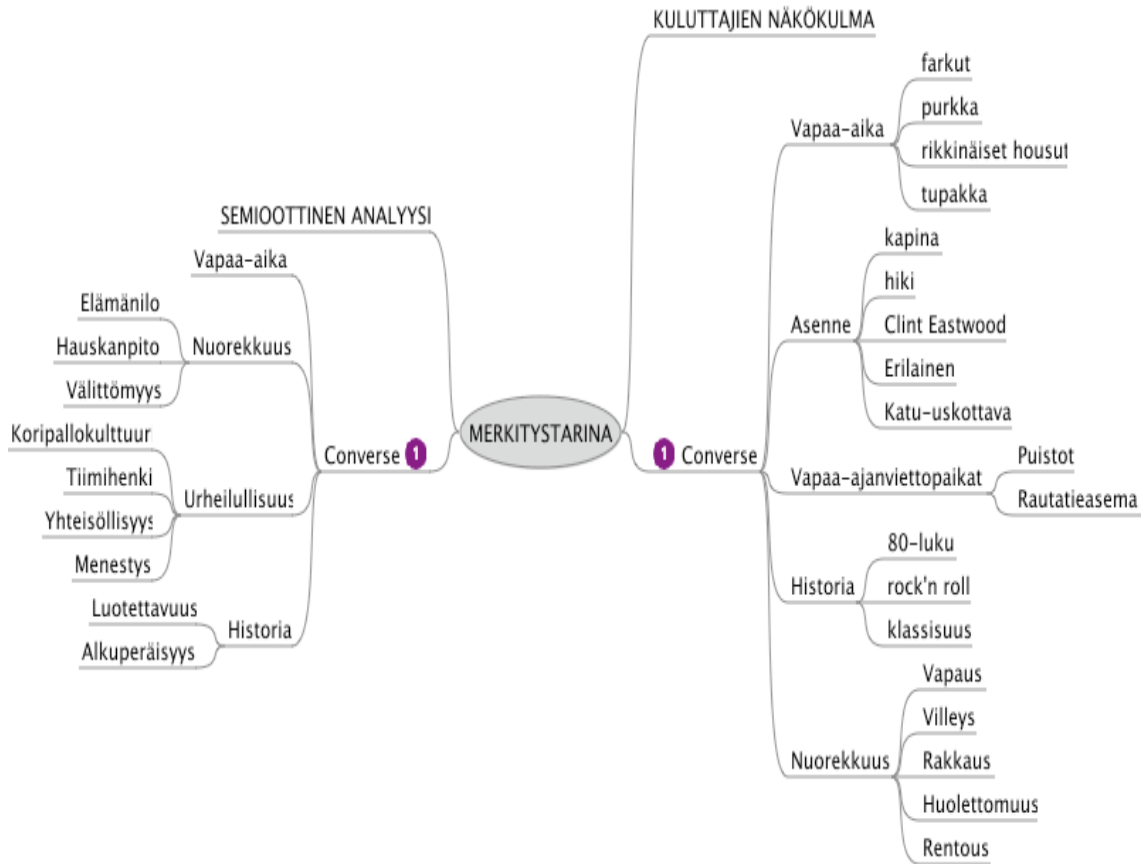 KULUTTAJIEN NÄKÖKULMA
farkut
purkka
Vapaa-aika
rikkinäiset housut
tupakka
kapina
hiki
Asenne
Clint Eastwood
Erilainen
Katu-uskottava
MERKITYSTARINA
1 Converse
Vapaa-ajanviettopaikat
Puistot
Rautatieasema
80-luku
Historia
rock'n roll
klassisuus
Vapaus
Villeys
Nuorekkuus
Rakkaus
Huolettomuus
Rentous
SEMIOOTTINEN ANALYYSI
Vapaa-aika
Elämänilo
Nuorekkuus
Hauskanpito
Välittömyys
Converse 1
Koripallokulttuur
Tiimihenki
Urheilullisuus
Yhteisöllisyys
Menestys
Luotettavuus
Historia
Alkuperäisyys